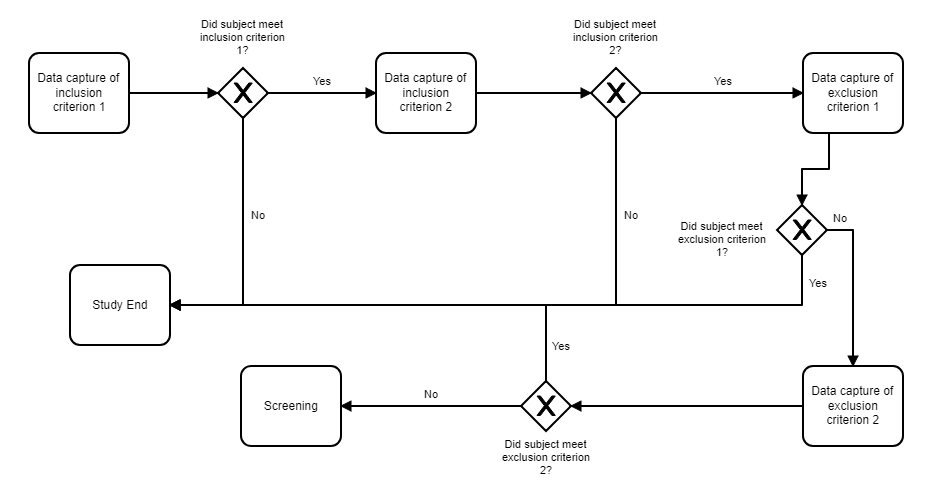 Did subject meet
inclusion criterion
1?
Did subject meet
inclusion criterion
2?
Data capture of
inclusion
criterion 1
Yes
Data capture of
inclusion
criterion 2
Yes
Data capture of
exclusion
criterion 1
No
No
Did subject meet
exclusion criterion
1?
No
Yes
Study End
Yes
Screening
No
Did subject meet
exclusion criterion
2?
Data capture of
exclusion
criterion 2